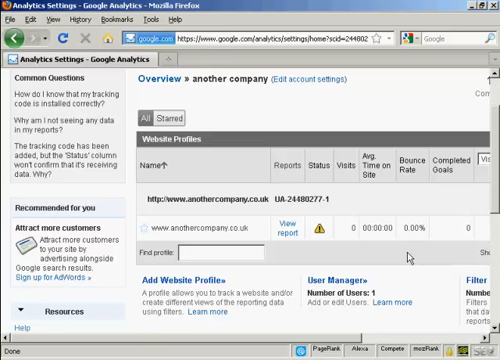 Analytics Settings - Google Analytics - Mozilla Firefox
File Edit View History Bookmarks Tools Help
google.com https://www.google.com/analytics/settings/home?scid=244802 Google
Analytics Settings - Google Analytics
Common Questions
How do I know that my tracking
code is installed correctly?
Why am I not seeing any data
in my reports?
The tracking code has
been added, but the 'Status' column
won't confirm that it's receiving
data. Why?
Recommended for you
Attract more customers
Attract more customers
to your site by
advertising alongside
Google search results.
Sign up for AdWords »
Resources
Help
Overview » another company (Edit account settings)
All Starred
Website Profiles
Name Reports Status Visits Avg. Time on Site Bounce Rate Completed Goals
http://www.anothercompany.co.uk UA-24480277-1
www.anothercompany.co.uk View report 0 00:00:00 0.00% 0
Find profile:
Add Website Profile»
A profile allows you to track a website and/or
create different views of the reporting data
using filters. Learn more
User Manager»
Number of Users: 1
Add or edit Users. Learn more
Filter
Number
Filters
Done
PageRank Alexa Compete mozRank